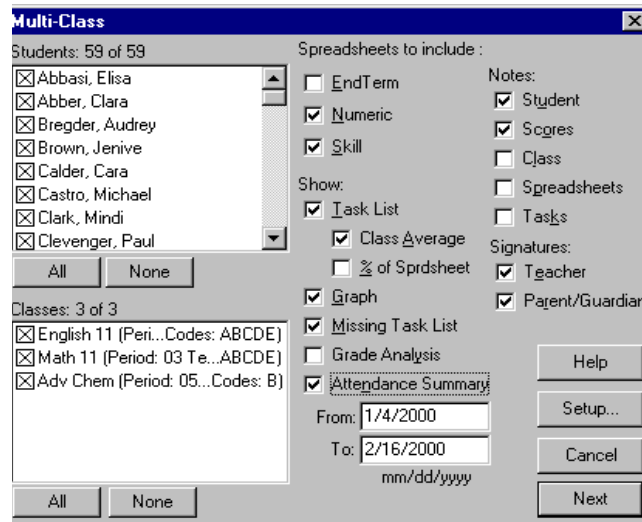 Multi-Class
Students: 59 of 59
Abbasi, Elisa
Abber, Clara
Bregder, Audrey
Brown, Jenive
Calder, Cara
Castro, Michael
Clark, Mindi
Clevenger, Paul
All
None
Classes: 3 of 3
English 11 (Peri...Codes: ABCDE)
Math 11 (Period: 03 Te...ABCDE)
Adv Chem (Period: 05...Codes: B)
All
None
Spreadsheets to include :
EndTerm
Numeric
Skill
Show:
Task List
Class Average
% of Sprdsheet
Graph
Missing Task List
Grade Analysis
Attendance Summary
From: 1/4/2000
To: 2/16/2000
mm/dd/yyyy
Notes:
Student
Scores
Class
Spreadsheets
Tasks
Signatures:
Teacher
Parent/Guardian
Help
Setup...
Cancel
Next